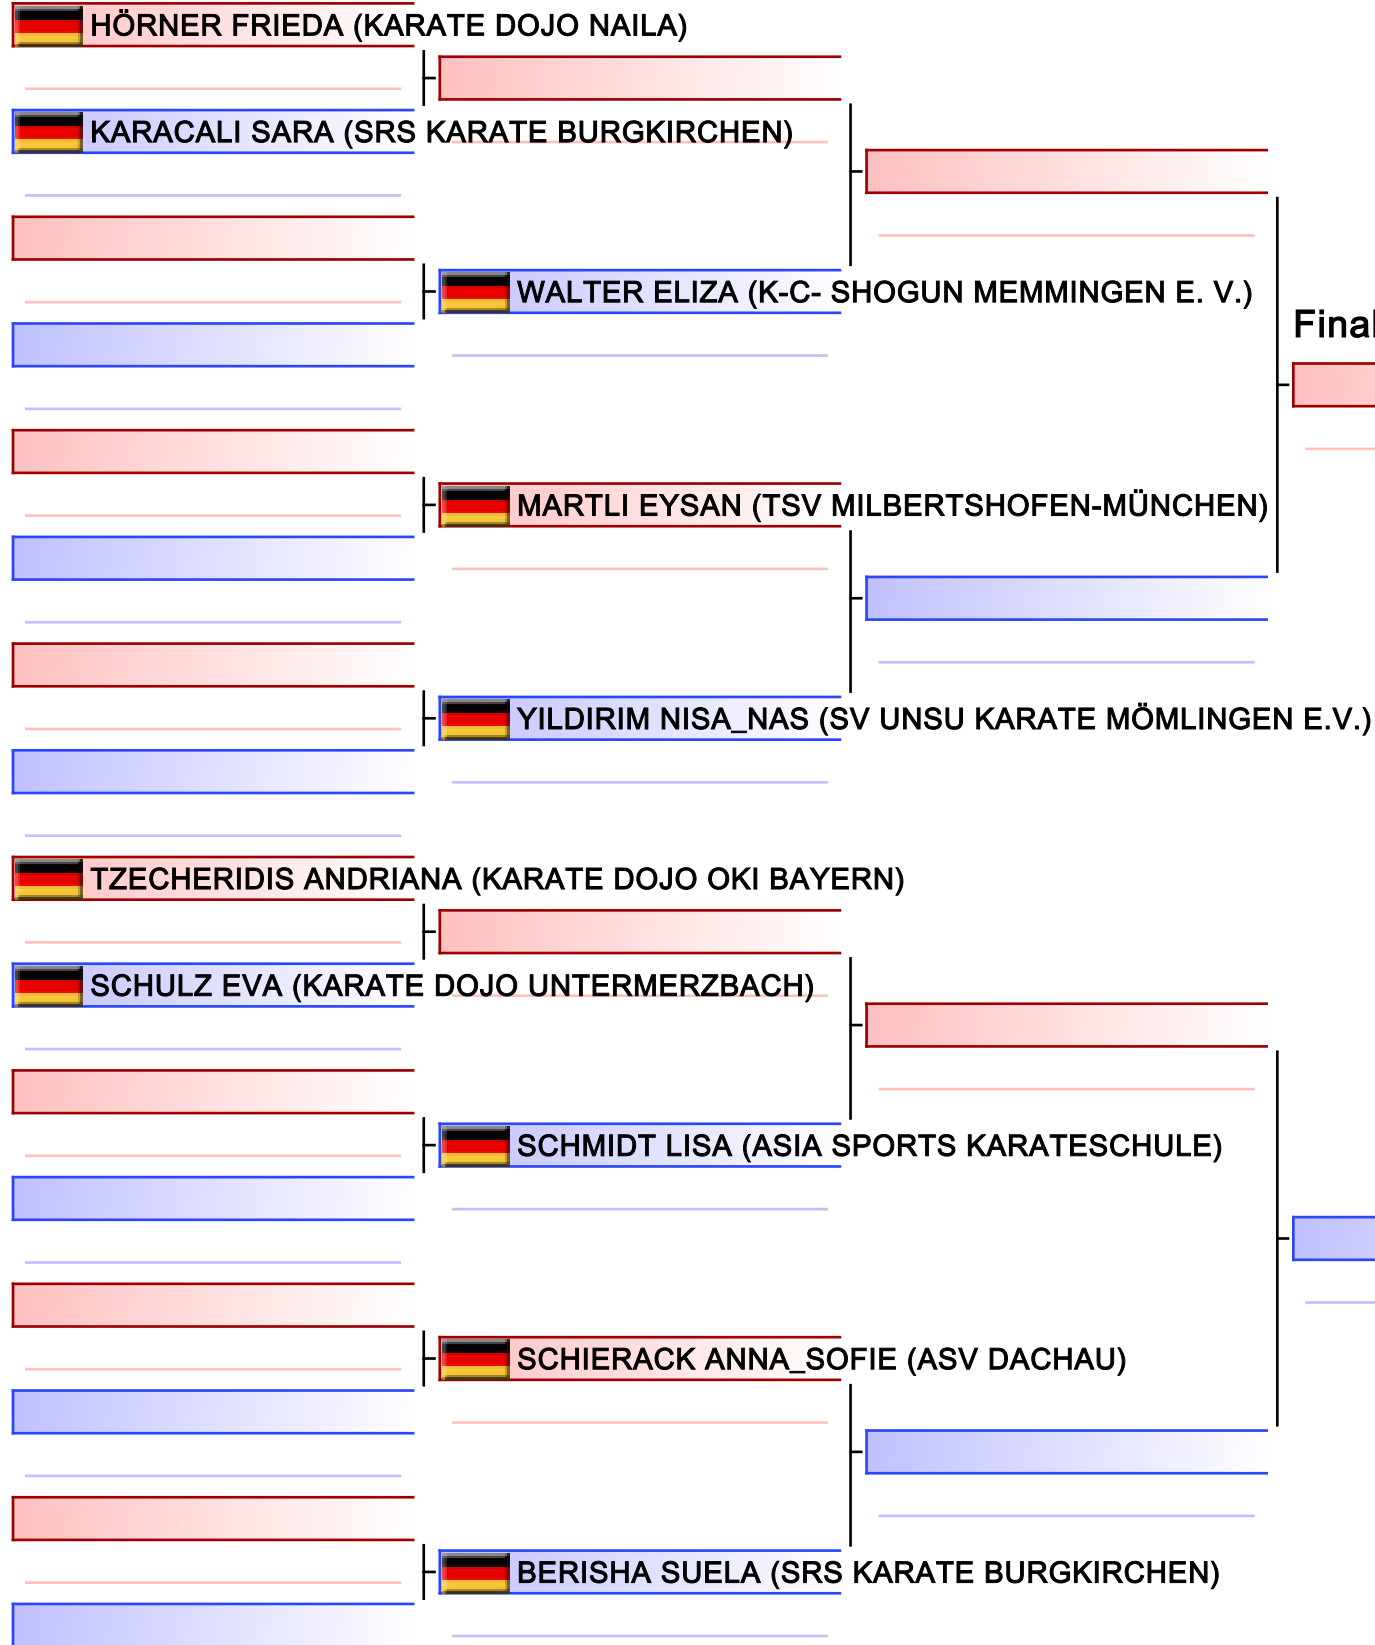 HÖRNER FRIEDA (KARATE DOJO NAILA)
KARACALI SARA (SRS KARATE BURGKIRCHEN)
WALTER ELIZA (K-C- SHOGUN MEMMINGEN E. V.)
Final
MARTLI EYSAN (TSV MILBERTSHOFEN-MÜNCHEN)
YILDIRIM NISA_NAS (SV UNSU KARATE MÖMLINGEN E.V.)
TZECHERIDIS ANDRIANA (KARATE DOJO OKI BAYERN)
SCHULZ EVA (KARATE DOJO UNTERMERZBACH)
SCHMIDT LISA (ASIA SPORTS KARATESCHULE)
SCHIERACK ANNA_SOFIE (ASV DACHAU)
BERISHA SUELA (SRS KARATE BURGKIRCHEN)